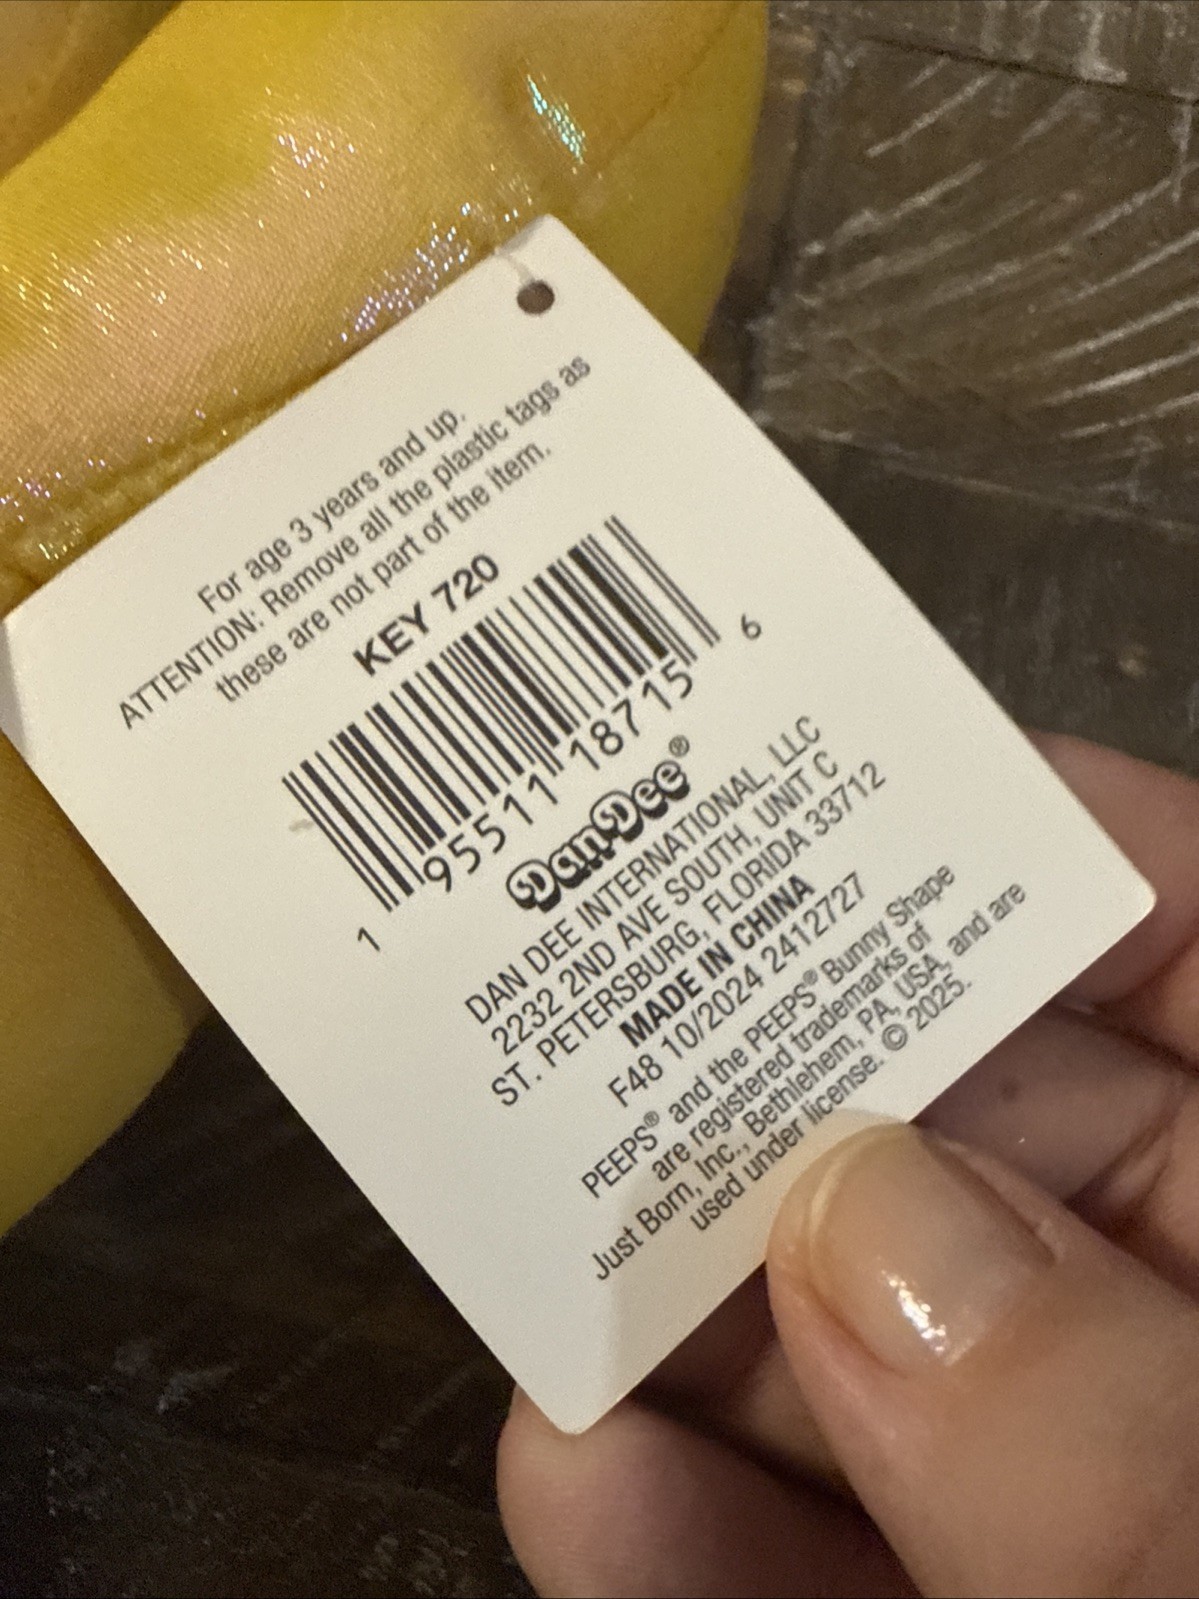 For age 3 years and up.
ATTENTION: Remove all the plastic tags as
these are not part of the item.
KEY 720
1 95511 18715 6
DanDee®
DAN DEE INTERNATIONAL, LLC
2232 2ND AVE SOUTH, UNIT C
ST. PETERSBURG, FLORIDA 33712
MADE IN CHINA
F48 10/2024 2412727
PEEPS® and the PEEPS® Bunny Shape
are registered trademarks of
Just Born, Inc., Bethlehem, PA, USA, and are
used under license. © 2025.